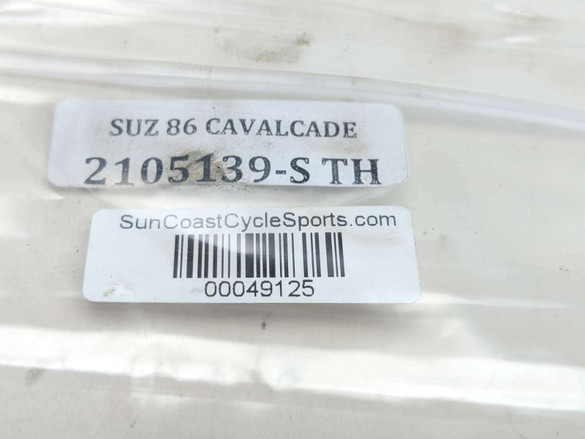 SUZ 86 CAVALCADE
2105139-S TH
SunCoastCycleSports.com
00049125